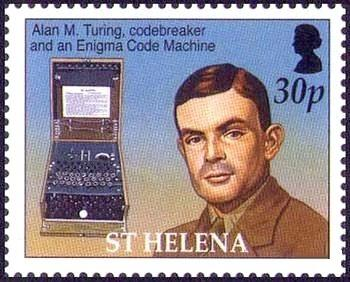 Alan M. Turing, codebreaker
and an Enigma Code Machine
30p
ST HELENA